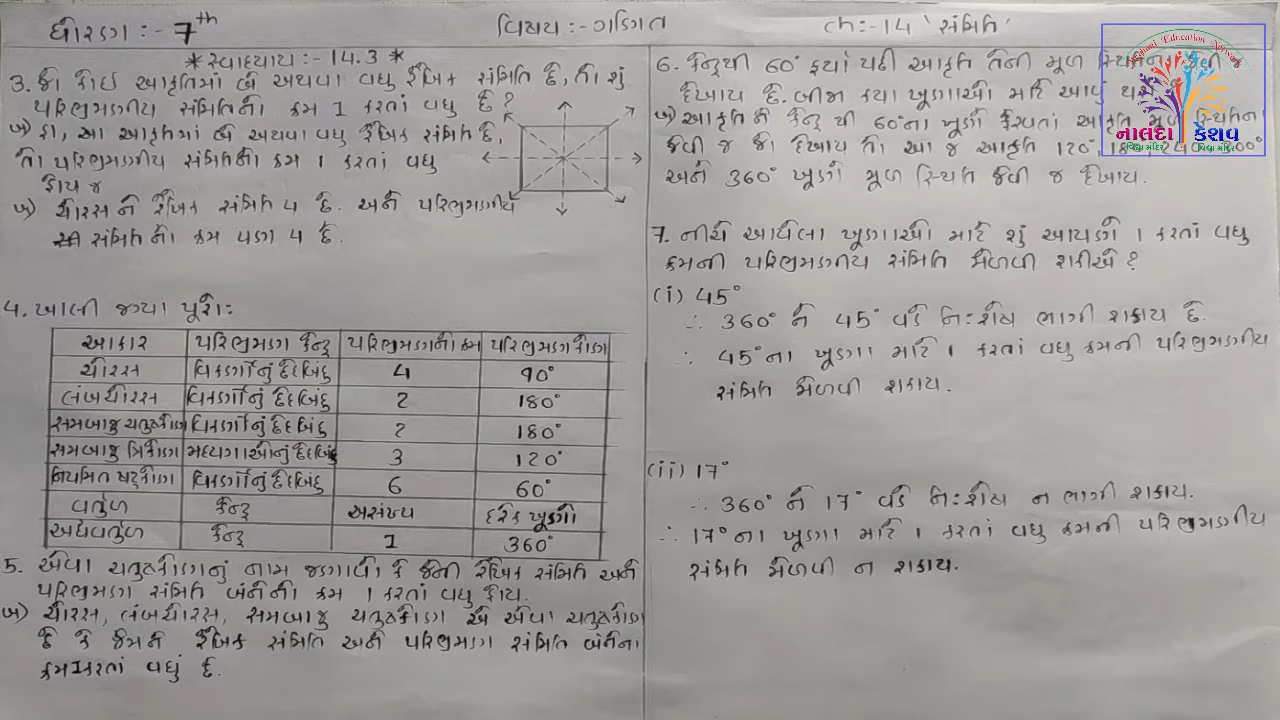 ધોરણ :- 7th
વિષય :- ગણિત
ch:-14 'સંમિતિ'
* સ્વાધ્યાય :- 14.3 *
3. જો કોઈ આકૃતિમાં બે અથવા વધુ રૈખિક સંમિતિ છે, તો શું
પરિભ્રમણીય સંમિતિનો ક્રમ 1 કરતાં વધુ છે?
જ) હા, આ આકૃતિમાં બે અથવા વધુ રૈખિક સંમિતિ છે,
તો પરિભ્રમણીય સંમિતિનો ક્રમ 1 કરતાં વધુ
હોય જ
જ) ચોરસ ને રૈખિક સંમિતિ 4 છે. અને પરિભ્રમણીય
સંમિતિ નો ક્રમ પણ 4 છે.
4. ખાલી જગ્યા પૂરો:
આકાર પરિભ્રમણ કેન્દ્ર પરિભ્રમણનો ક્રમ પરિભ્રમણકોણ
ચોરસ વિકર્ણોનું છેદબિંદુ 4 90°
લંબચોરસ વિકર્ણોનું છેદબિંદુ 2 180°
સમબાજુ ચતુષ્કોણ વિકર્ણોનું છેદબિંદુ 2 180°
સમબાજુ ત્રિકોણ મધ્યગાઓનું છેદબિંદુ 3 120°
નિયમિત ષટ્કોણ વિકર્ણોનું છેદબિંદુ 6 60°
વર્તુળ કેન્દ્ર અસંખ્ય દરેક ખૂણો
અર્ધવર્તુળ કેન્દ્ર 1 360°
5. એવા ચતુષ્કોણનું નામ જણાવો કે જેની રૈખિક સંમિતિ અને
પરિભ્રમણ સંમિતિ બંનેનો ક્રમ 1 કરતાં વધુ હોય.
જ) ચોરસ, લંબચોરસ, સમબાજુ ચતુષ્કોણ એ એવા ચતુષ્કોણ
છે કે જેમને રૈખિક સંમિતિ અને પરિભ્રમણ સંમિતિ બંનેના
ક્રમ 1 કરતાં વધું છે.
6. કેન્દ્રથી 60° ફર્યા પછી આકૃતિ તેની મૂળ સ્થિતિ જેવી
દેખાય છે. બીજા કયા ખૂણાઓ માટે આવું
જ) આકૃતિ ને કેન્દ્ર થી 60°ના ખૂણે ફેરવતાં આકૃતિ મૂળ સ્થિતિના
જેવી જ જો દેખાય તો આ જ આકૃતિ 120°, 180°, 240°, 300°
અને 360° ખૂણે મૂળ સ્થિતિ જેવી જ દેખાય.
7. નીચે આપેલા ખૂણાઓ માટે શું આપણે 1 કરતાં વધુ
ક્રમની પરિભ્રમણીય સંમિતિ મેળવી શકીએ?
(i) 45°
∴ 360° ને 45° વડે નિ:શેષ ભાગી શકાય છે.
∴ 45°ના ખૂણા માટે 1 કરતાં વધુ ક્રમની પરિભ્રમણીય
સંમિતિ મેળવી શકાય.
(ii) 17°
∴ 360° ને 17° વડે નિ:શેષ ન ભાગી શકાય.
∴ 17° ના ખૂણા માટે 1 કરતાં વધુ ક્રમની પરિભ્રમણીય
સંમિતિ મેળવી ન શકાય.
Education Network
નાલંદા કેશવ
વિદ્યા મંદિર વિદ્યા મંદિર